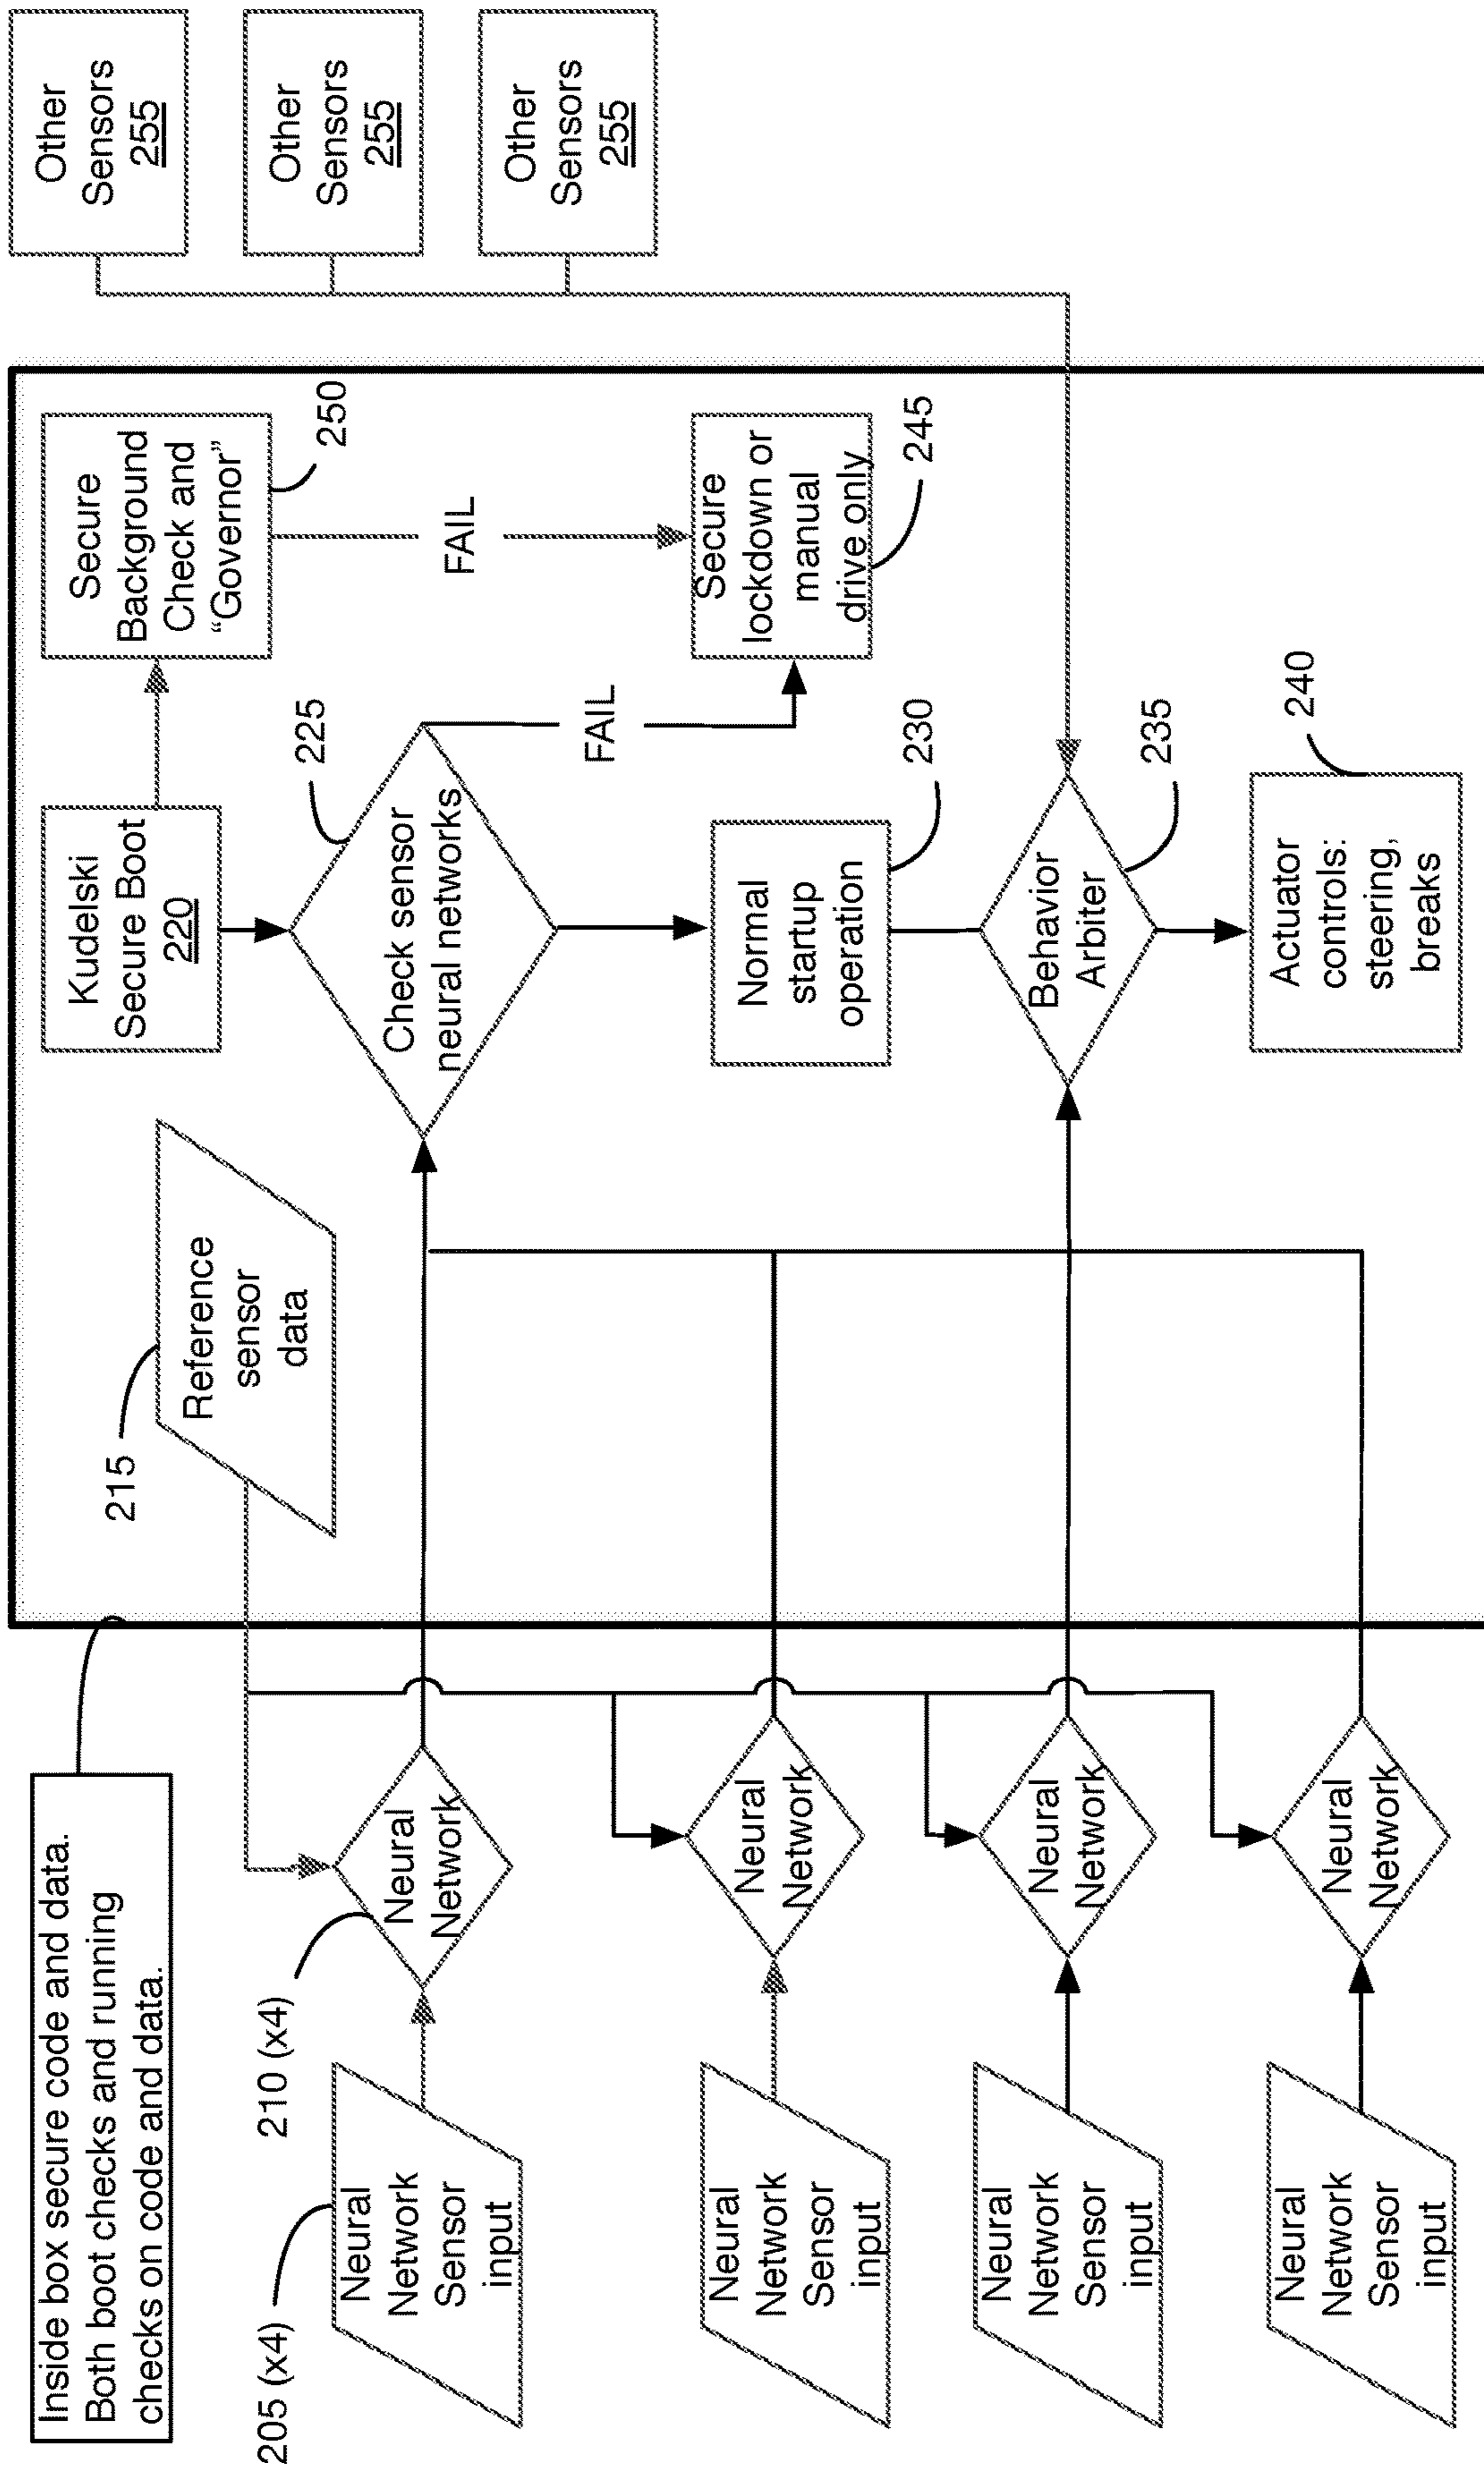 Inside box secure code and data.
Both boot checks and running
checks on code and data.
205 (x4)
Neural
Network
Sensor
input
210 (x4)
Neural
Network
Neural
Network
Sensor
input
Neural
Network
Neural
Network
Sensor
input
Neural
Network
Neural
Network
Sensor
input
Neural
Network
215
Reference
sensor
data
Kudelski
Secure Boot
220
Secure
Background
Check and
“Governor”
250
225
Check sensor
neural networks
FAIL
FAIL
Secure
lockdown or
manual
drive only
245
Normal
startup
operation
230
Behavior
Arbiter
235
Actuator
controls:
steering,
breaks
240
Other
Sensors
255
Other
Sensors
255
Other
Sensors
255